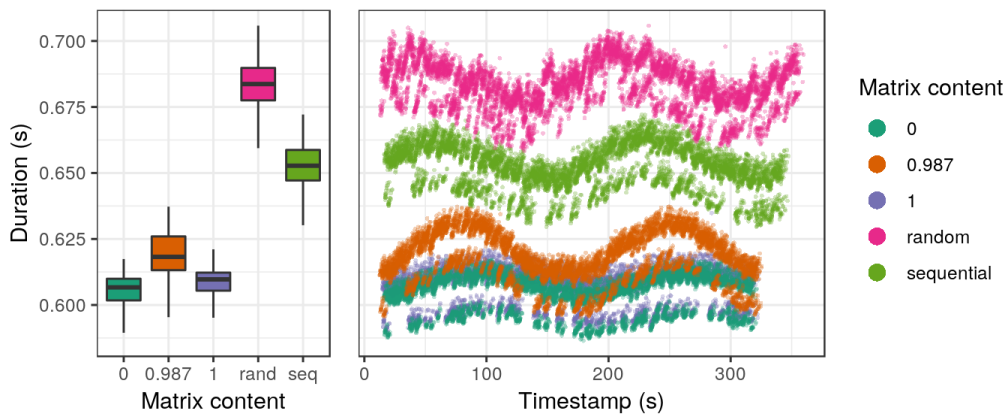 Duration (s)
0.700
0.675
0.650
0.625
0.600
0 0.987 1 rand seq
Matrix content
0 100 200 300
Timestamp (s)
Matrix content
0
0.987
1
random
sequential